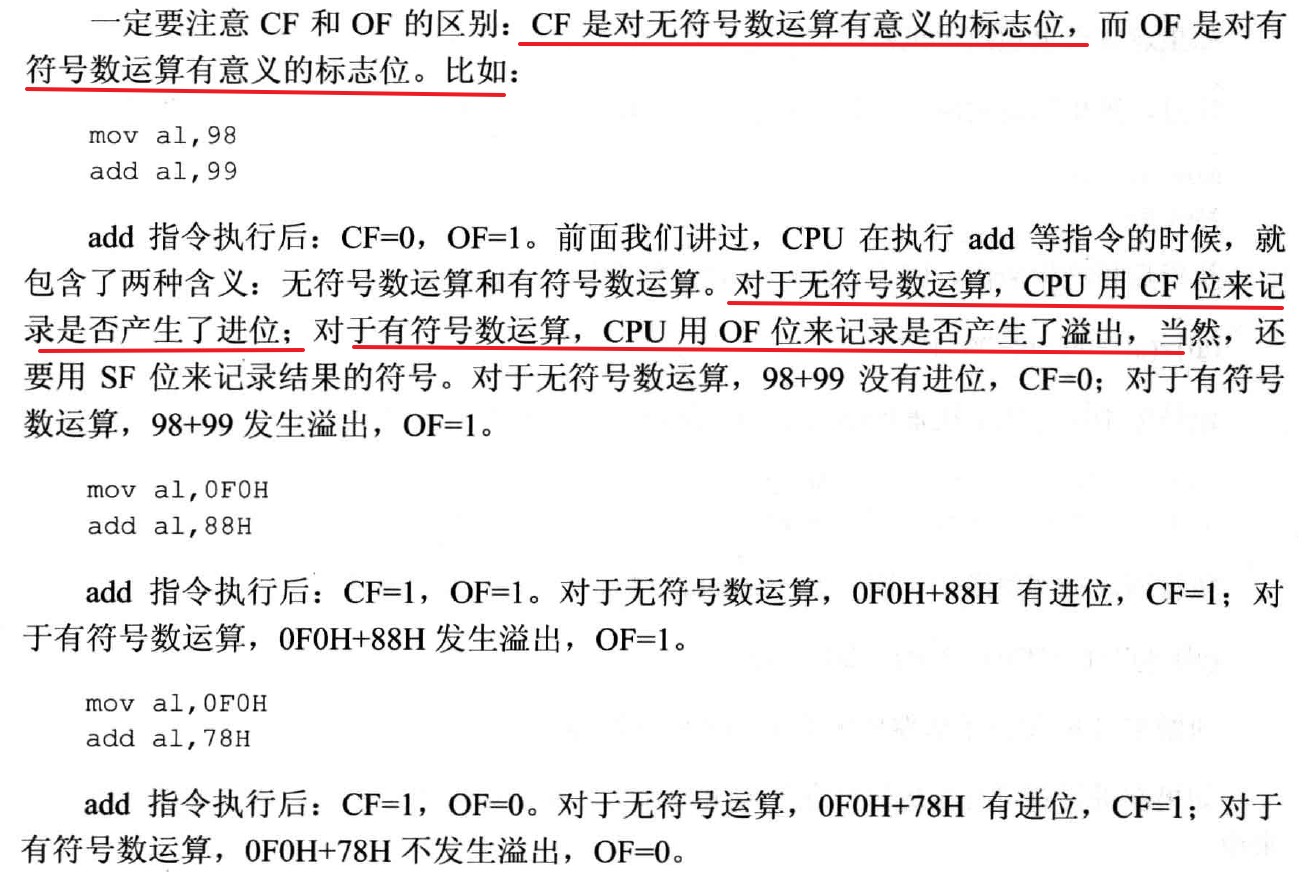 一定要注意 CF 和 OF 的区别：CF 是对无符号数运算有意义的标志位，而 OF 是对有
符号数运算有意义的标志位。比如：
mov al,98
add al,99
add 指令执行后：CF=0，OF=1。前面我们讲过，CPU 在执行 add 等指令的时候，就
包含了两种含义：无符号数运算和有符号数运算。对于无符号数运算，CPU 用 CF 位来记
录是否产生了进位；对于有符号数运算，CPU 用 OF 位来记录是否产生了溢出，当然，还
要用 SF 位来记录结果的符号。对于无符号数运算，98+99 没有进位，CF=0；对于有符号
数运算，98+99 发生溢出，OF=1。
mov al,0F0H
add al,88H
add 指令执行后：CF=1，OF=1。对于无符号数运算，0F0H+88H 有进位，CF=1；对
于有符号数运算，0F0H+88H 发生溢出，OF=1。
mov al,0F0H
add al,78H
add 指令执行后：CF=1，OF=0。对于无符号运算，0F0H+78H 有进位，CF=1；对于
有符号数运算，0F0H+78H 不发生溢出，OF=0。